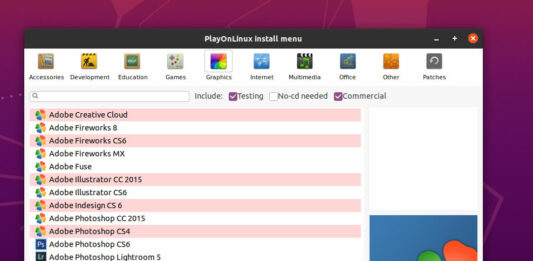 PlayOnLinux install menu
Accessories Development Education Games Graphics Internet Multimedia Office Other Patches
Include: Testing No-cd needed Commercial
Adobe Creative Cloud
Adobe Fireworks 8
Adobe Fireworks CS6
Adobe Fireworks MX
Adobe Fuse
Adobe Illustrator CC 2015
Adobe Illustrator CS6
Adobe Indesign CS 6
Adobe Photoshop CC 2015
Adobe Photoshop CS4
Ps Adobe Photoshop CS6
Lr Adobe Photoshop Lightroom 5